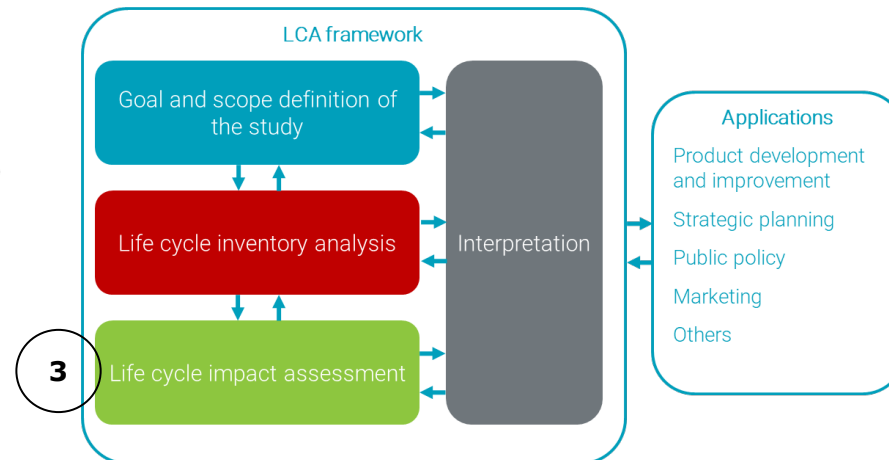 LCA framework
Goal and scope definition of
the study
Life cycle inventory analysis
Interpretation
3
Life cycle impact assessment
Applications
Product development
and improvement
Strategic planning
Public policy
Marketing
Others